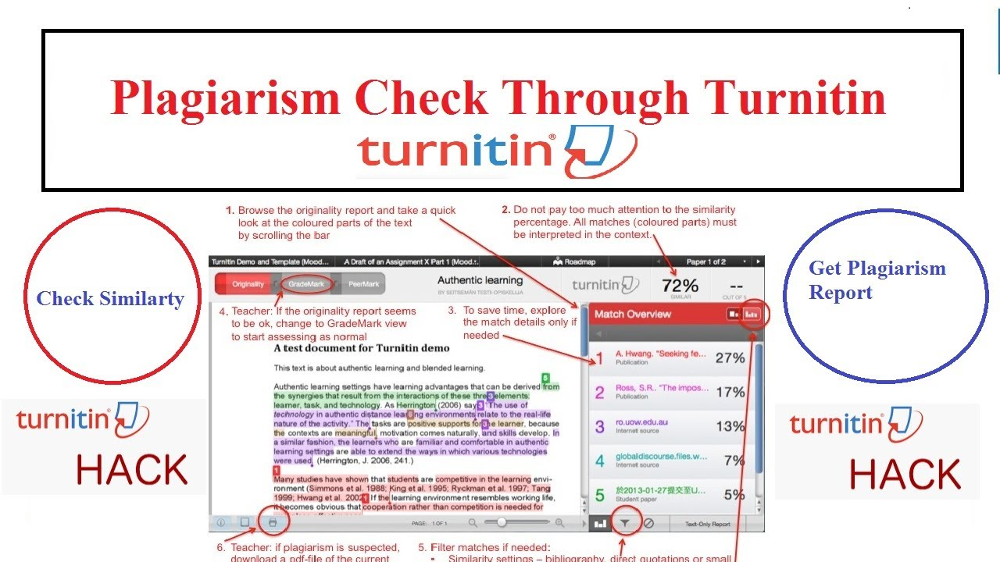 Plagiarism Check Through Turnitin
turnitin®
Check Similarty
Get Plagiarism
Report
turnitin
HACK
turnitin
HACK
1. Browse the originality report and take a quick
look at the coloured parts of the text
by scrolling the bar
2. Do not pay too much attention to the similarity
percentage. All matches (coloured parts) must
be interpreted in the context.
Turnitin Demo and Template (Mood...
A Draft of an Assignment X Part 1 (Mood...
Roadmap
Paper 1 of 2
Originality
GradeMark
PeerMark
Authentic learning
BY SEITSEMÄN TESTI-OPISKELIJA
turnitin
72%
SIMILAR
--
OUT OF 5
4. Teacher: If the originality report seems
to be ok, change to GradeMark view
to start assessing as normal
3. To save time, explore
the match details only if
needed
A test document for Turnitin demo
This text is about authentic learning and blended learning.
5
Authentic learning settings have learning advantages that can be derived from
the synergies that result from the interactions of these three elements:
learner, task, and technology. As Herrington (2006) says "The use of
technology in authentic distance learning environments relate to the real-life
nature of the activity." The tasks are positive supports for the learner, because
the contexts are meaningful, motivation comes naturally, and skills develop. In
a similar fashion, the learners who are familiar and comfortable in authentic
learning settings are able to extend the ways in which various technologies
were used. (Herrington, J. 2006, 241.)
1
Many studies have shown that students are competitive in the learning envi-
ronment (Simmons et al. 1988; King et al. 1995; Ryckman et al. 1997; Tang
1999; Hwang et al. If the learning environment resembles working life,
it becomes obvious that cooperation rather than competition is needed for
PAGE: 1 OF 1
Match Overview
1 A. Hwang. "Seeking fe... 27%
Publication
2 Ross, S.R.. "The impos... 17%
Publication
3 ro.uow.edu.au 13%
Internet source
4 globaldiscourse.files.w... 7%
Internet source
5 於2013-01-27提交至U... 5%
Student paper
Text-Only Report
6. Teacher: if plagiarism is suspected,
download a pdf-file of the current
5. Filter matches if needed:
• Similarity settings – bibliography, direct quotations or small